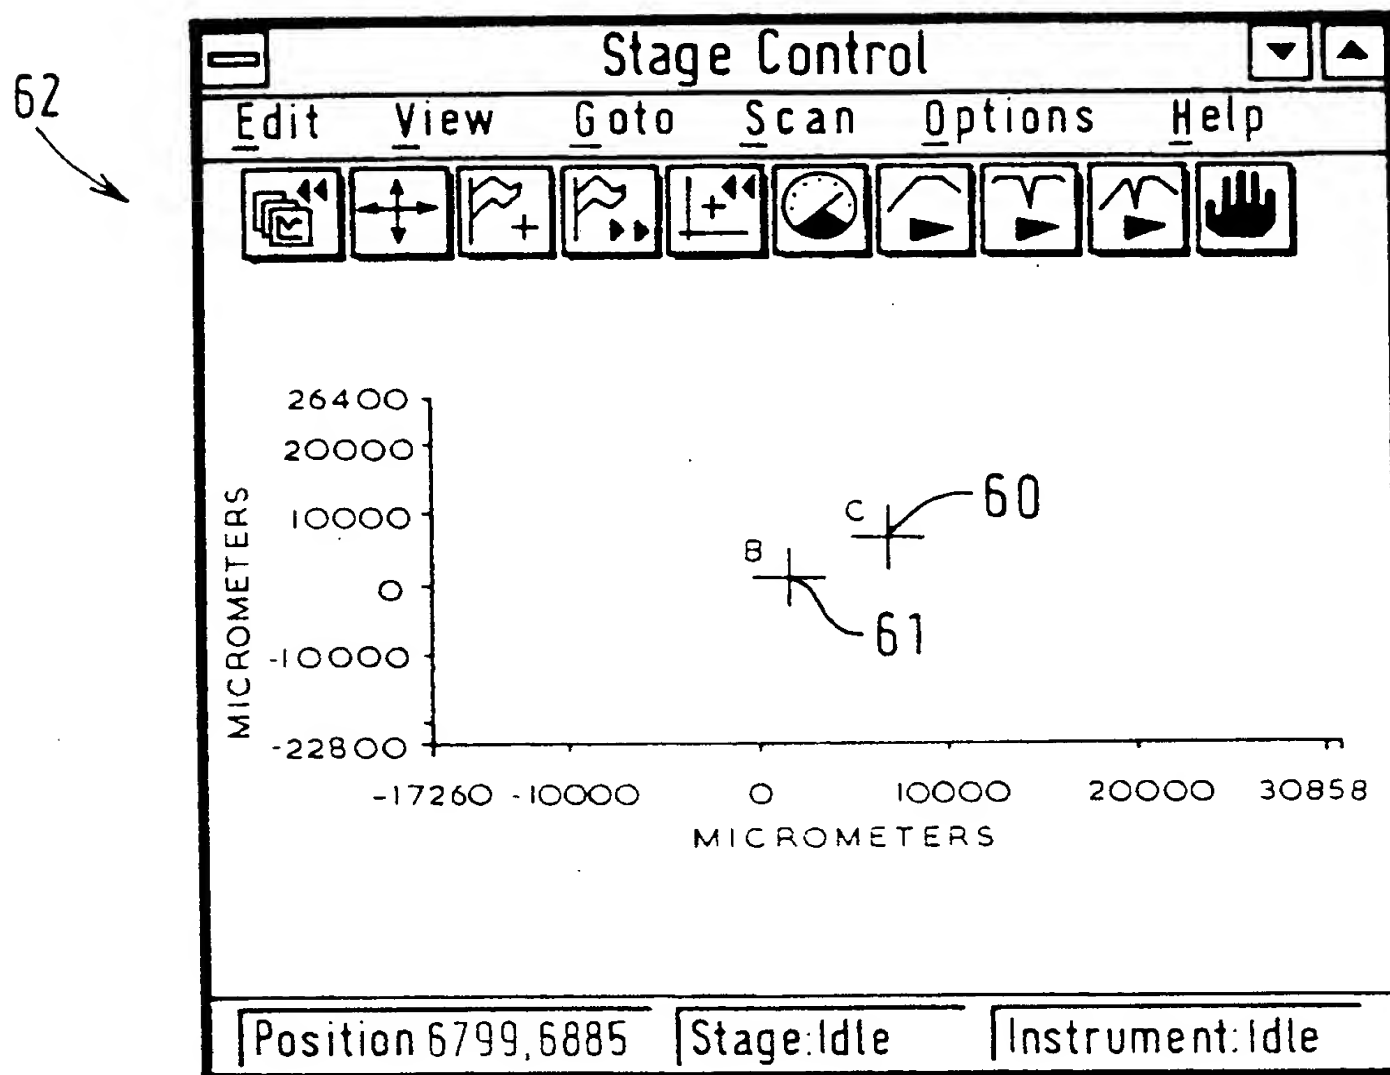 62
Stage Control
Edit View Goto Scan Options Help
26400
20000
10000
0
-10000
-22800
MICROMETERS
C
60
B
61
-17260 -10000 0 10000 20000 30858
MICROMETERS
Position 6799,6885 Stage:Idle Instrument:Idle